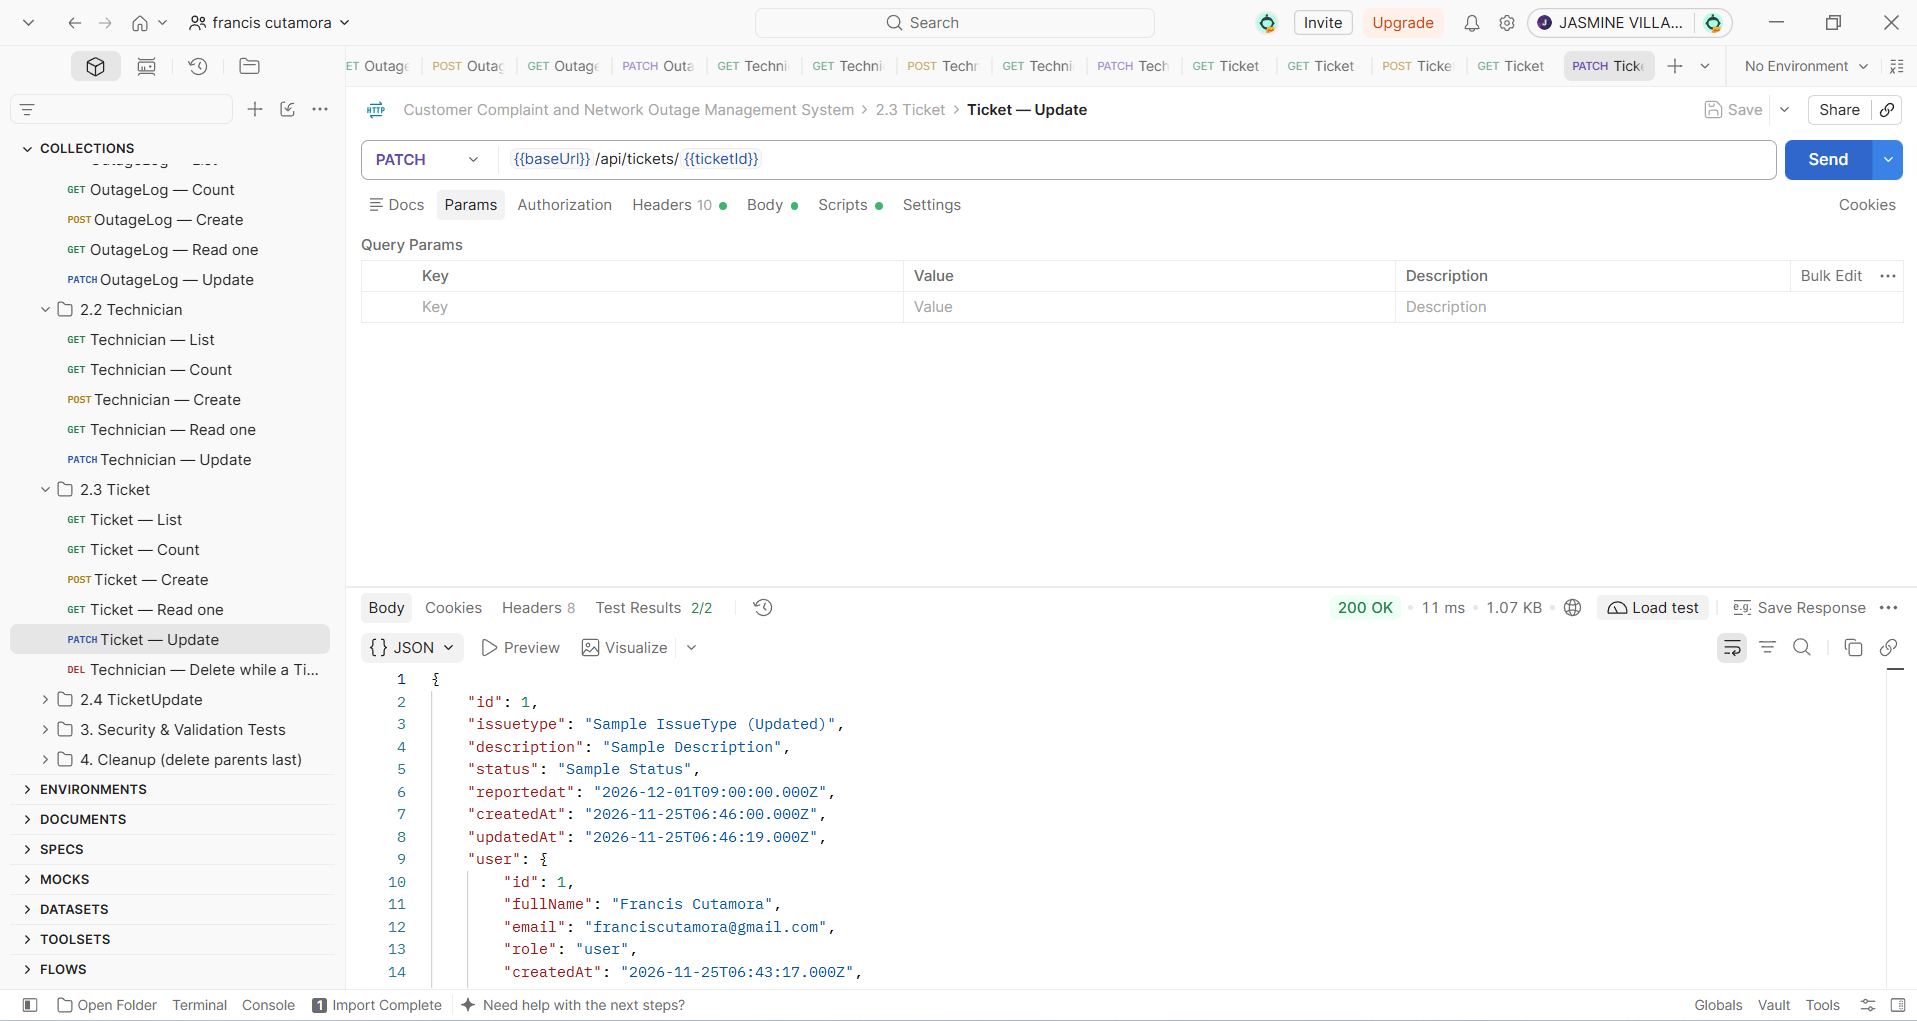 francis cutamora
Search
Invite
Upgrade
JASMINE VILLA...
ET Outage
POST Outag
GET Outage
PATCH Outa
GET Techni
GET Techni
POST Techr
GET Techni
PATCH Tech
GET Ticket
GET Ticket
POST Ticke
GET Ticket
PATCH Tick
No Environment
HTTP Customer Complaint and Network Outage Management System > 2.3 Ticket > Ticket — Update
Save
Share
COLLECTIONS
GET OutageLog — Count
POST OutageLog — Create
GET OutageLog — Read one
PATCH OutageLog — Update
2.2 Technician
GET Technician — List
GET Technician — Count
POST Technician — Create
GET Technician — Read one
PATCH Technician — Update
2.3 Ticket
GET Ticket — List
GET Ticket — Count
POST Ticket — Create
GET Ticket — Read one
PATCH Ticket — Update
DEL Technician — Delete while a Ti...
2.4 TicketUpdate
3. Security & Validation Tests
4. Cleanup (delete parents last)
ENVIRONMENTS
DOCUMENTS
SPECS
MOCKS
DATASETS
TOOLSETS
FLOWS
PATCH
{{baseUrl}} /api/tickets/ {{ticketId}}
Send
Docs
Params
Authorization
Headers 10
Body
Scripts
Settings
Cookies
Query Params
Key Value Description Bulk Edit
Key Value Description
Body
Cookies
Headers 8
Test Results 2/2
200 OK
11 ms
1.07 KB
Load test
e.g. Save Response
{} JSON
Preview
Visualize
1 {
2 "id": 1,
3 "issuetype": "Sample IssueType (Updated)",
4 "description": "Sample Description",
5 "status": "Sample Status",
6 "reportedat": "2026-12-01T09:00:00.000Z",
7 "createdAt": "2026-11-25T06:46:00.000Z",
8 "updatedAt": "2026-11-25T06:46:19.000Z",
9 "user": {
10 "id": 1,
11 "fullName": "Francis Cutamora",
12 "email": "franciscutamora@gmail.com",
13 "role": "user",
14 "createdAt": "2026-11-25T06:43:17.000Z",
Open Folder
Terminal
Console
1 Import Complete
Need help with the next steps?
Globals
Vault
Tools